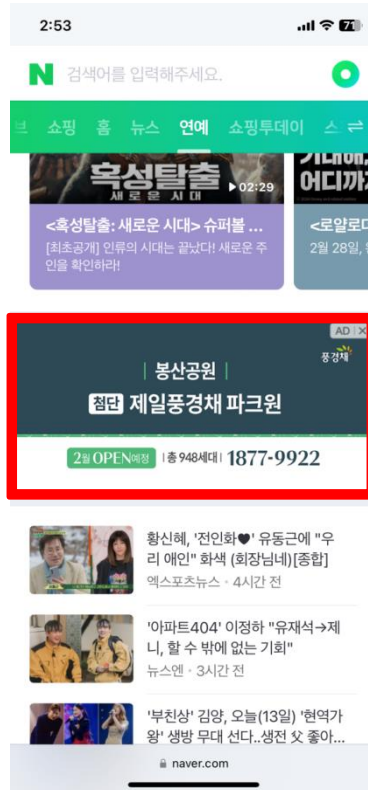 2:53
71
N 검색어를 입력해주세요.
브 쇼핑 홈 뉴스 연예 쇼핑투데이 스
혹성탈출
새로운 시대
02:29
<혹성탈출: 새로운 시대> 슈퍼볼 ...
[최초공개] 인류의 시대는 끝났다! 새로운 주
인을 확인하라!
어디까지
<로얄로더
2월 28일,
AD X
풍경채
봉산공원
첨단 제일풍경채 파크원
2월 OPEN예정 총 948세대 1877-9922
황신혜, '전인화♥' 유동근에 "우
리 애인" 화색 (회장님네)[종합]
엑스포츠뉴스 · 4시간 전
'아파트404' 이정하 "유재석→제
니, 할 수 밖에 없는 기회"
뉴스엔 · 3시간 전
'부친상' 김양, 오늘(13일) '현역가
왕' 생방 무대 선다..생전 父 좋아...
naver.com